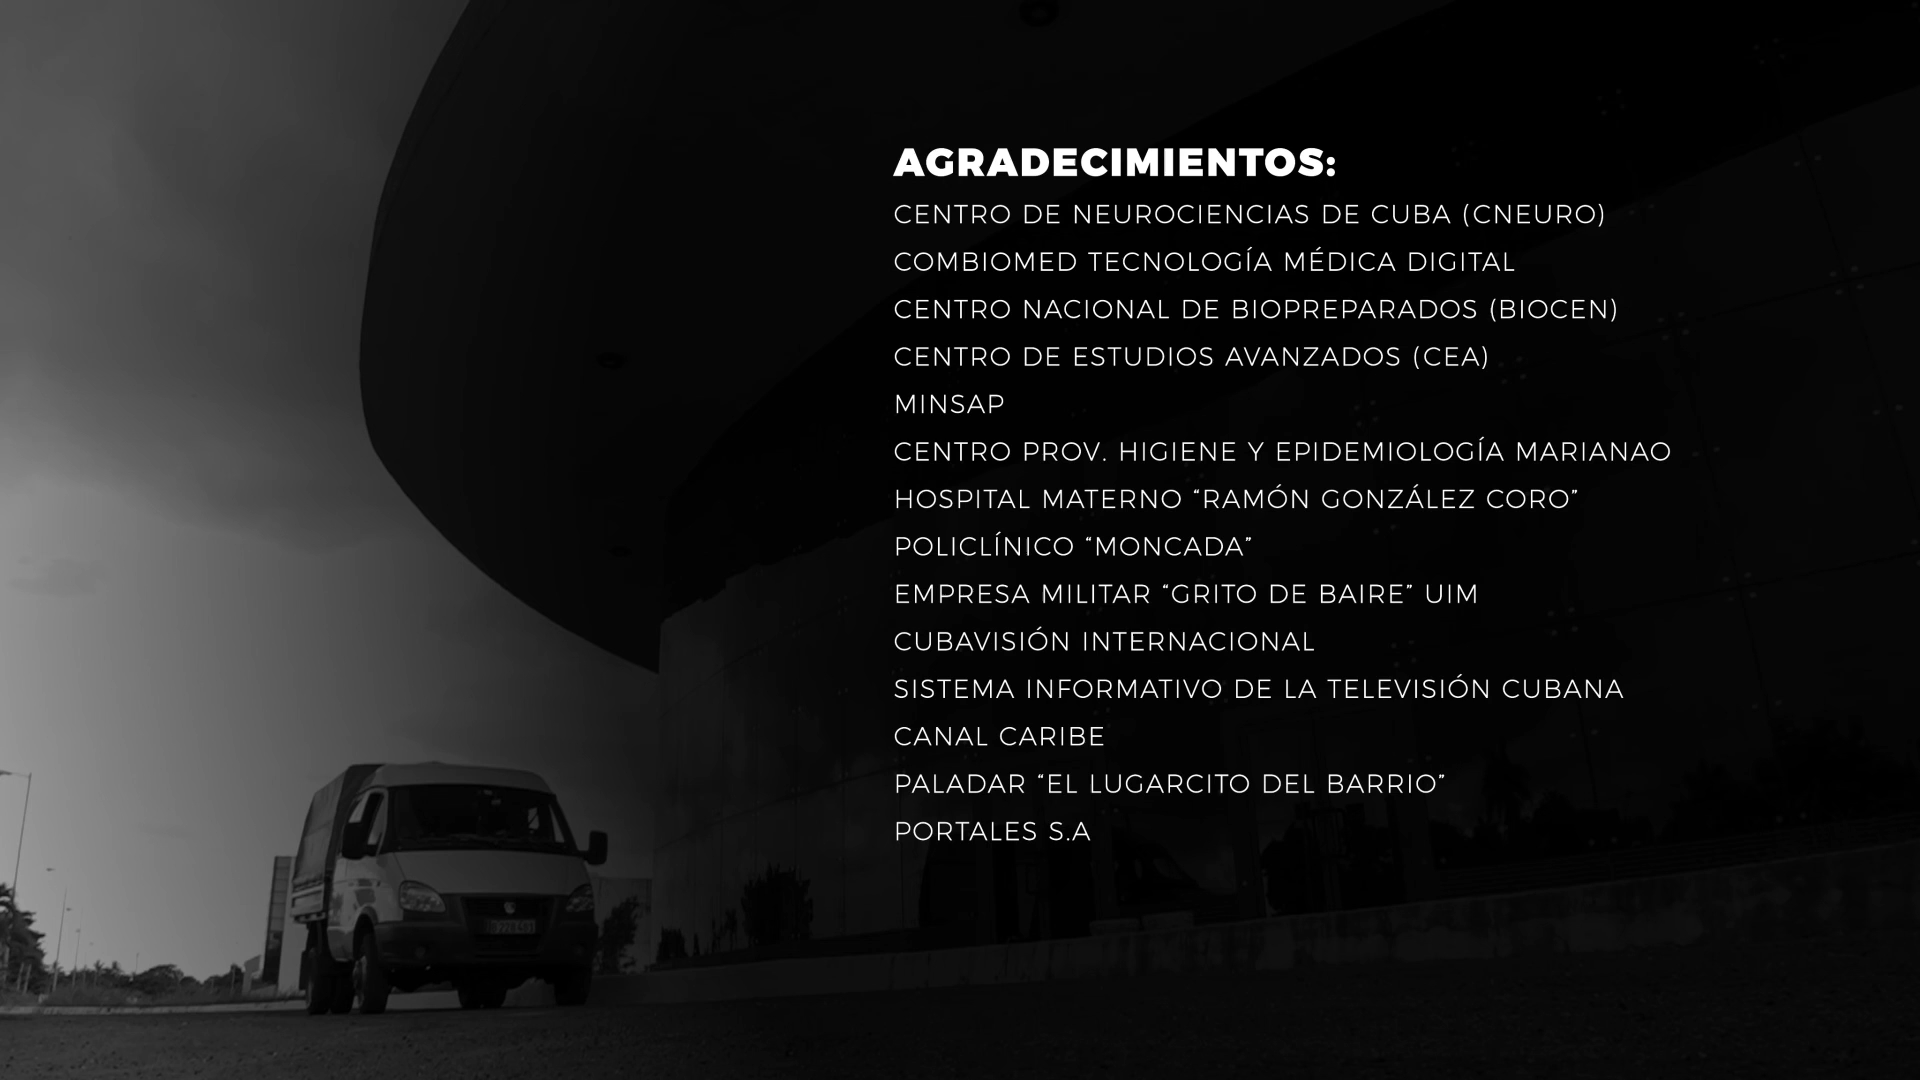 AGRADECIMIENTOS:
CENTRO DE NEUROCIENCIAS DE CUBA (CNEURO)
COMBIOMED TECNOLOGÍA MÉDICA DIGITAL
CENTRO NACIONAL DE BIOPREPARADOS (BIOCEN)
CENTRO DE ESTUDIOS AVANZADOS (CEA)
MINSAP
CENTRO PROV. HIGIENE Y EPIDEMIOLOGÍA MARIANAO
HOSPITAL MATERNO “RAMÓN GONZÁLEZ CORO”
POLICLÍNICO “MONCADA”
EMPRESA MILITAR “GRITO DE BAIRE” UIM
CUBAVISIÓN INTERNACIONAL
SISTEMA INFORMATIVO DE LA TELEVISIÓN CUBANA
CANAL CARIBE
PALADAR “EL LUGARCITO DEL BARRIO”
PORTALES S.A